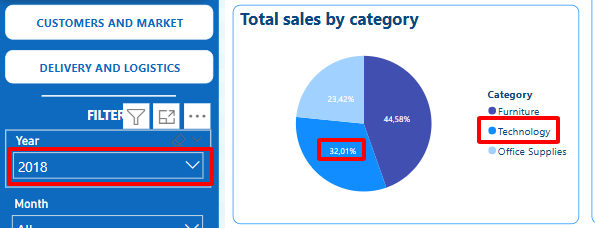 CUSTOMERS AND MARKET
DELIVERY AND LOGISTICS
FILTER
Year
2018
Month
All
Total sales by category
23,42%
44,58%
32,01%
Category
Furniture
Technology
Office Supplies